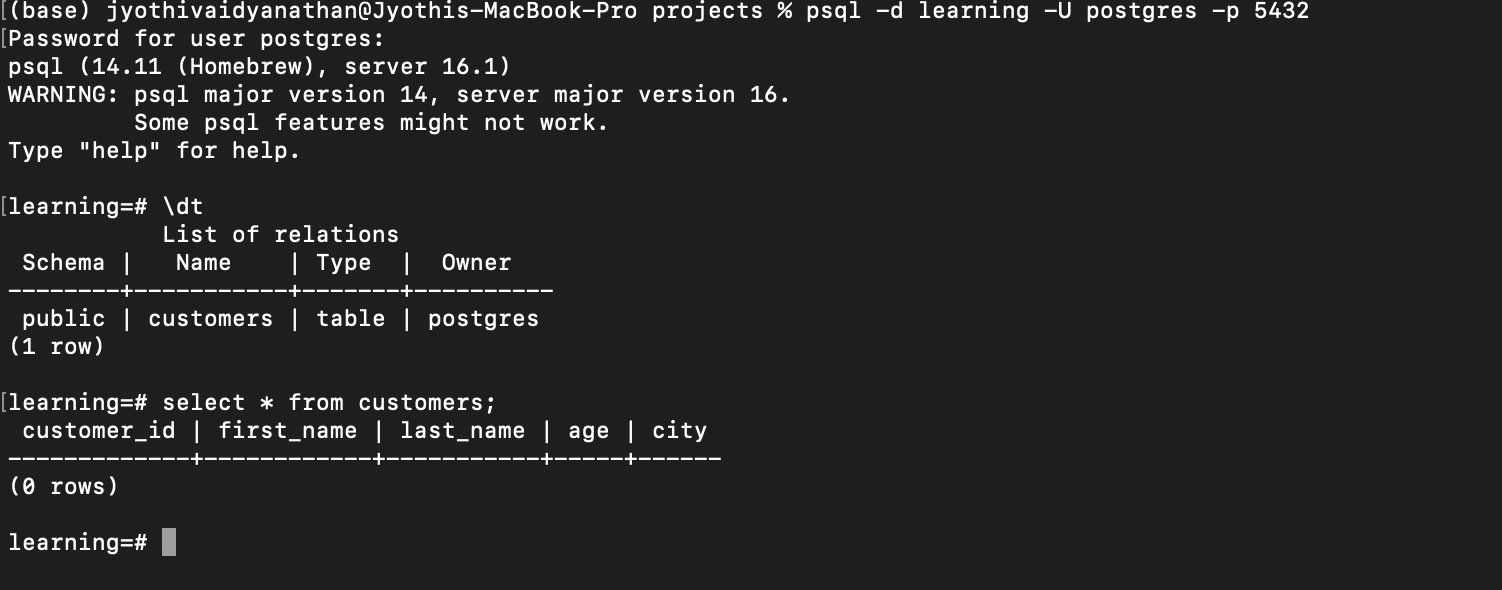 [(base) jyothivaidyanathan@Jyothis-MacBook-Pro projects % psql -d learning -U postgres -p 5432
[Password for user postgres:
psql (14.11 (Homebrew), server 16.1)
WARNING: psql major version 14, server major version 16.
         Some psql features might not work.
Type "help" for help.

[learning=# \dt
           List of relations
 Schema |   Name    | Type  |  Owner
--------+-----------+-------+----------
 public | customers | table | postgres
(1 row)

[learning=# select * from customers;
 customer_id | first_name | last_name | age | city
-------------+------------+-----------+-----+------
(0 rows)

learning=#